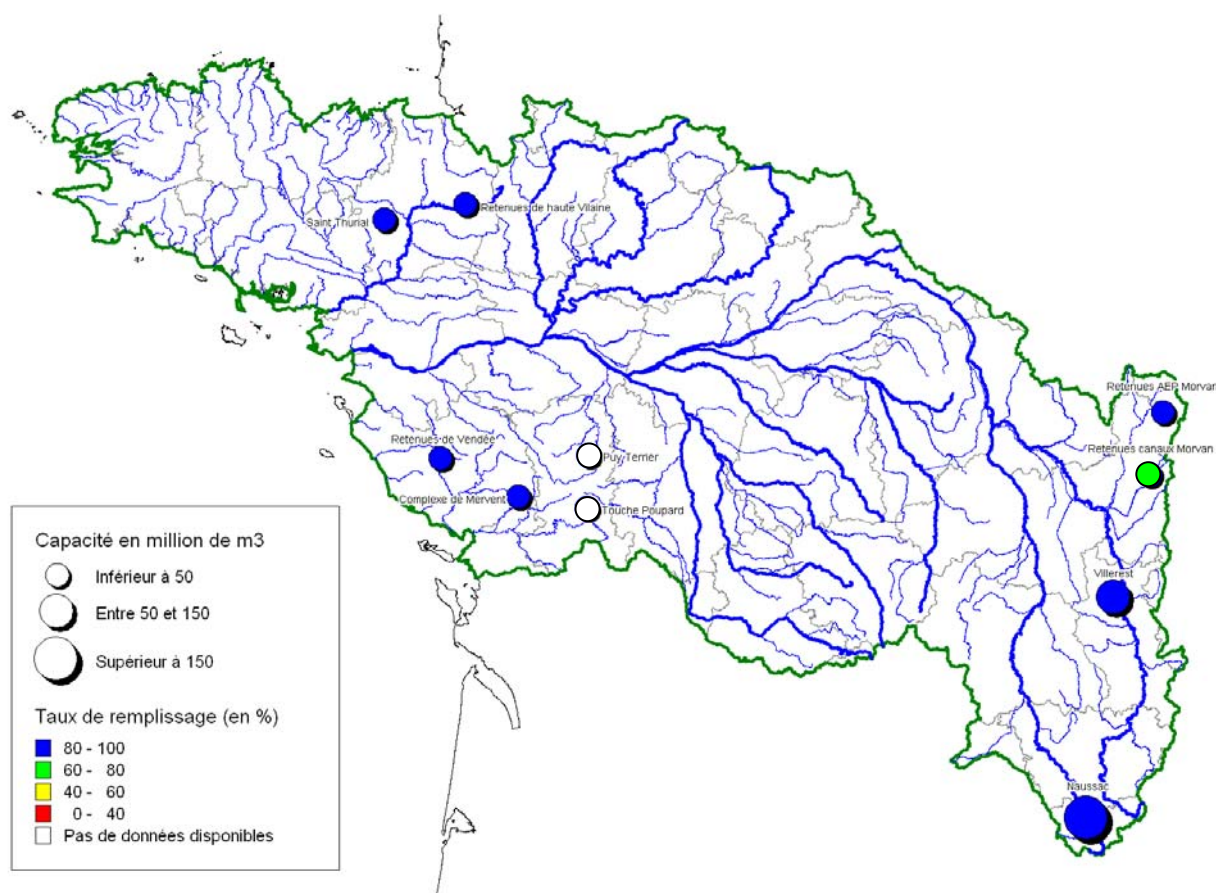 Saint Thurial
Retenues de haute Vilaine
Retenues AEP Morvan
Retenues de Vendée
Puy Terrier
Retenues canaux Morvan
Complexe de Mervent
Touche Poupard
Villerest
Naussac
Capacité en million de m3
Inférieur à 50
Entre 50 et 150
Supérieur à 150
Taux de remplissage (en %)
80 - 100
60 - 80
40 - 60
0 - 40
Pas de données disponibles